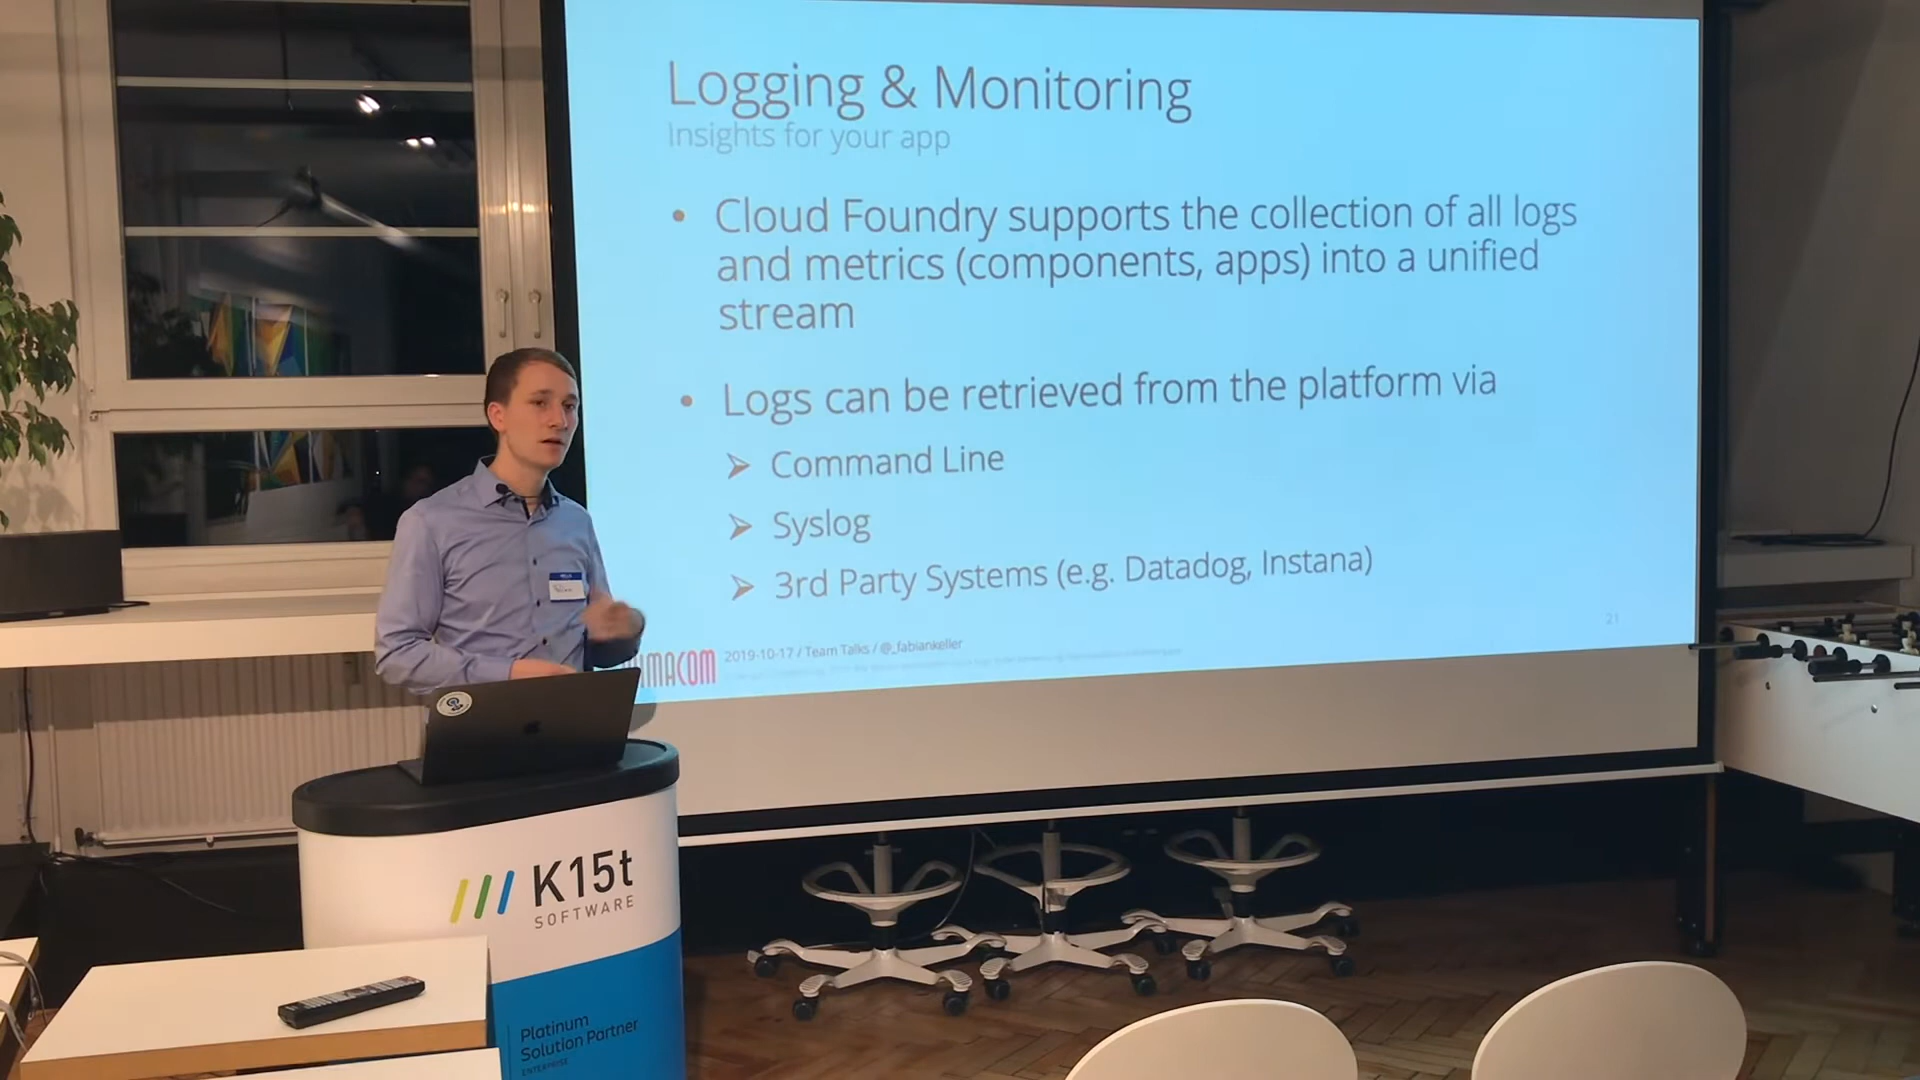 Logging & Monitoring
Insights for your app
• Cloud Foundry supports the collection of all logs
and metrics (components, apps) into a unified
stream
• Logs can be retrieved from the platform via
➢ Command Line
➢ Syslog
➢ 3rd Party Systems (e.g. Datadog, Instana)
21
IMACOM 2019-10-17 / Team Talks / @_fabiankeller
K15t
SOFTWARE
Platinum
Solution Partner
ENTERPRISE